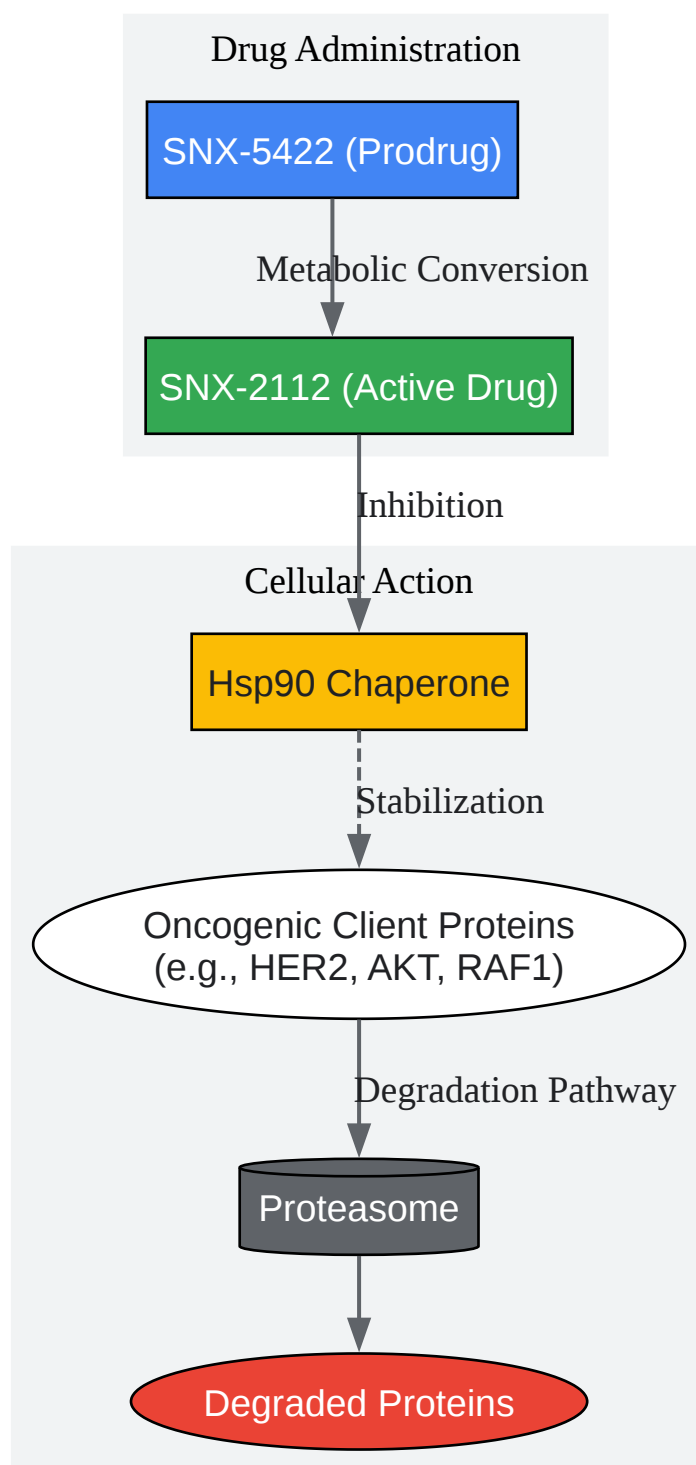 Drug Administration
SNX-5422 (Prodrug)
Metabolic Conversion
SNX-2112 (Active Drug)
Inhibition
Cellular Action
Hsp90 Chaperone
Stabilization
Oncogenic Client Proteins
(e.g., HER2, AKT, RAF1)
Degradation Pathway
Proteasome
Degraded Proteins